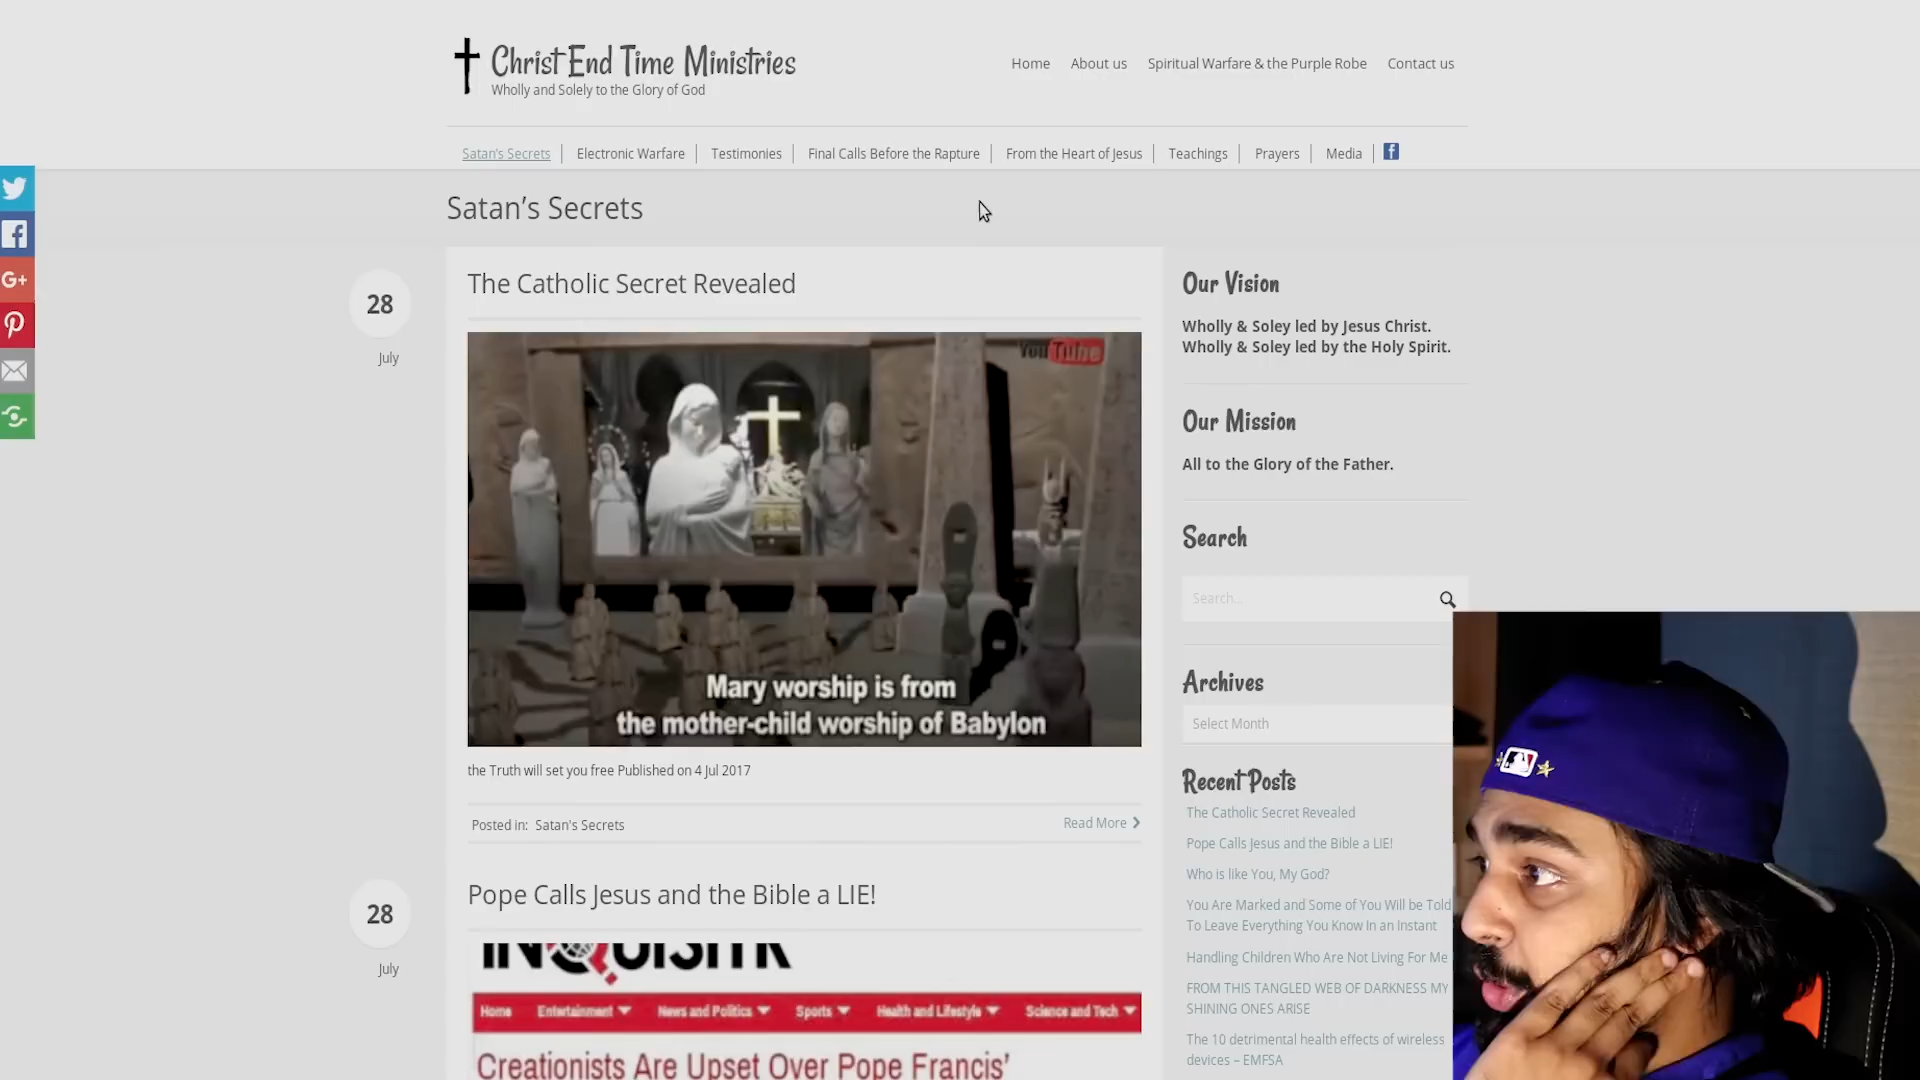 Christ End Time Ministries
Wholly and Solely to the Glory of God
Home
About us
Spiritual Warfare & the Purple Robe
Contact us
Satan's Secrets
Electronic Warfare
Testimonies
Final Calls Before the Rapture
From the Heart of Jesus
Teachings
Prayers
Media
Satan's Secrets
28
July
The Catholic Secret Revealed
YouTube
Mary worship is from
the mother-child worship of Babylon
the Truth will set you free Published on 4 Jul 2017
Posted in: Satan's Secrets
Read More
28
July
Pope Calls Jesus and the Bible a LIE!
INQUISITR
Home
Entertainment
News and Politics
Sports
Health and Lifestyle
Science and Tech
Creationists Are Upset Over Pope Francis'
Our Vision
Wholly & Soley led by Jesus Christ.
Wholly & Soley led by the Holy Spirit.
Our Mission
All to the Glory of the Father.
Search
Search...
Archives
Select Month
Recent Posts
The Catholic Secret Revealed
Pope Calls Jesus and the Bible a LIE!
Who is like You, My God?
You Are Marked and Some of You Will be Told
To Leave Everything You Know In an Instant
Handling Children Who Are Not Living For Me
FROM THIS TANGLED WEB OF DARKNESS MY
SHINING ONES ARISE
The 10 detrimental health effects of wireless
devices – EMFSA